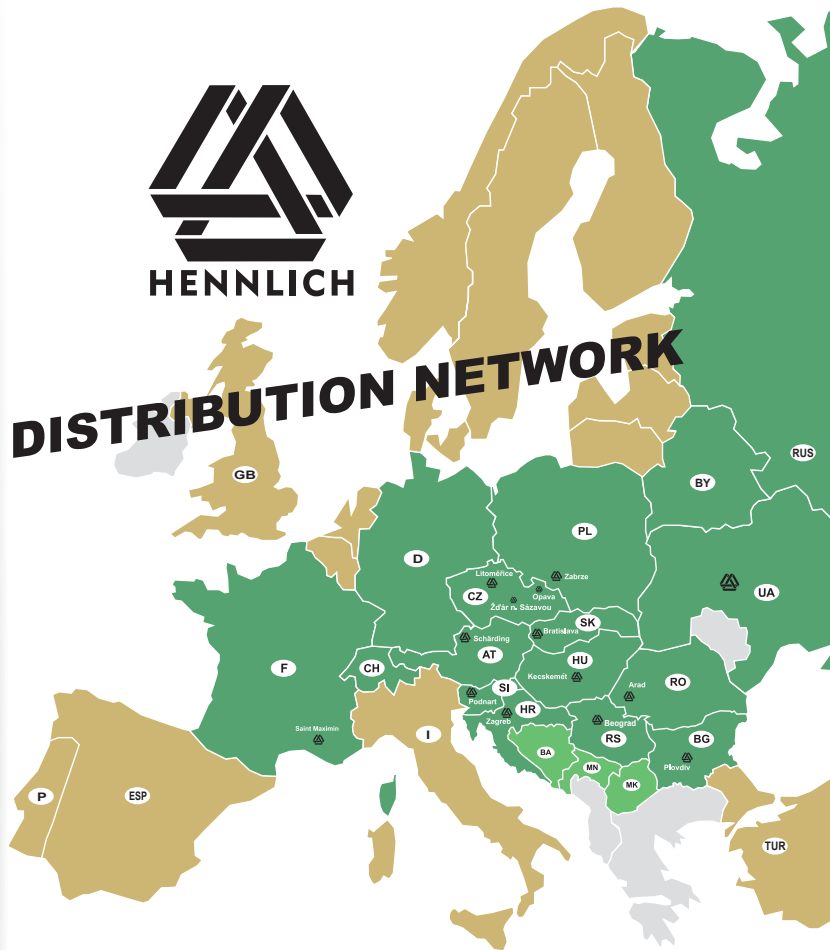 HENNLICH
DISTRIBUTION NETWORK
GB
RUS
BY
PL
D
Litoměřice
Zabrze
CZ
Opava
Žďár n. Sázavou
UA
SK
Bratislava
Schärding
AT
HU
F
CH
Kecskemét
SI
RO
Arad
Podnart
HR
Zagreb
Beograd
Saint Maximin
I
RS
BG
BA
Plovdiv
MN
MK
P
ESP
TUR